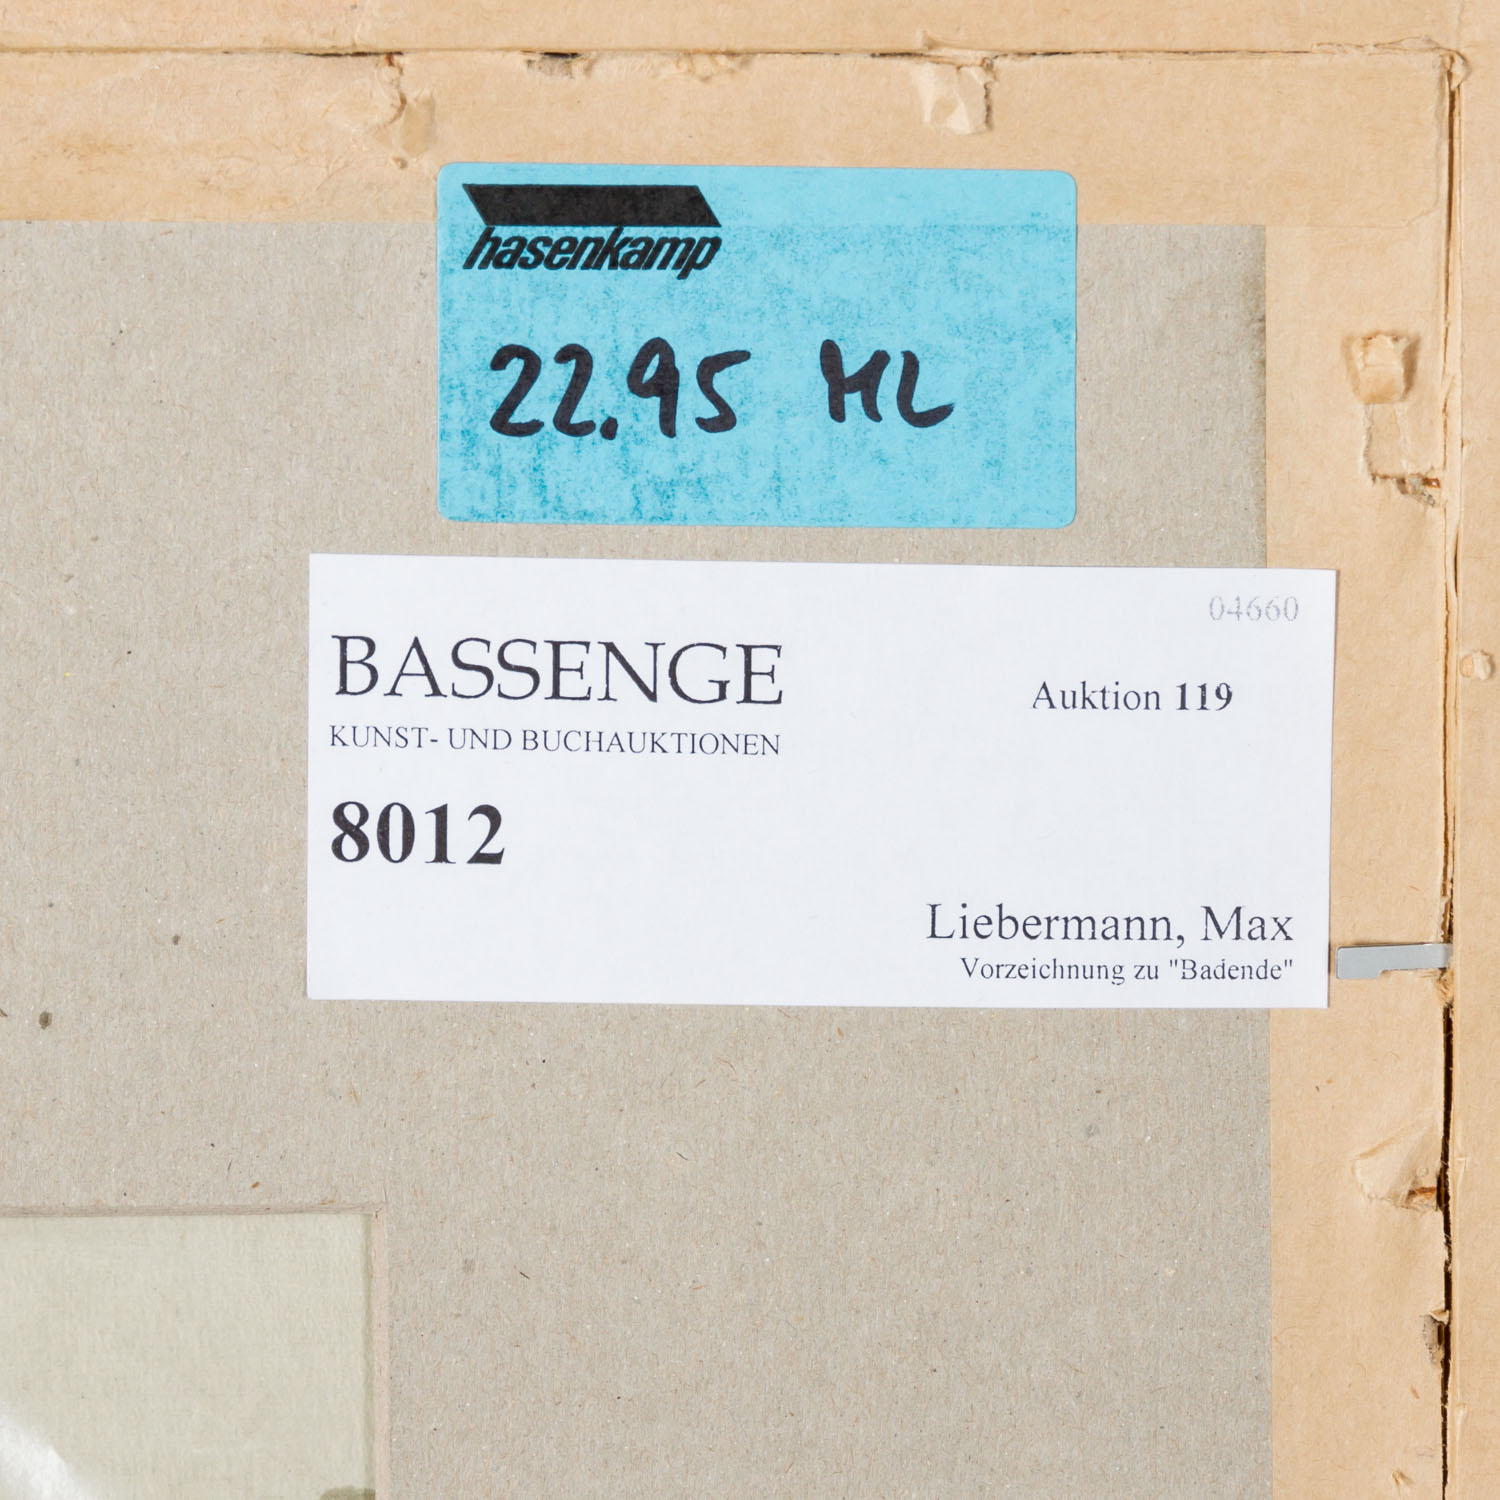 hasenkamp
22.95 ML
04660
BASSENGE
Auktion 119
KUNST- UND BUCHAUKTIONEN
8012
Liebermann, Max
Vorzeichnung zu "Badende"